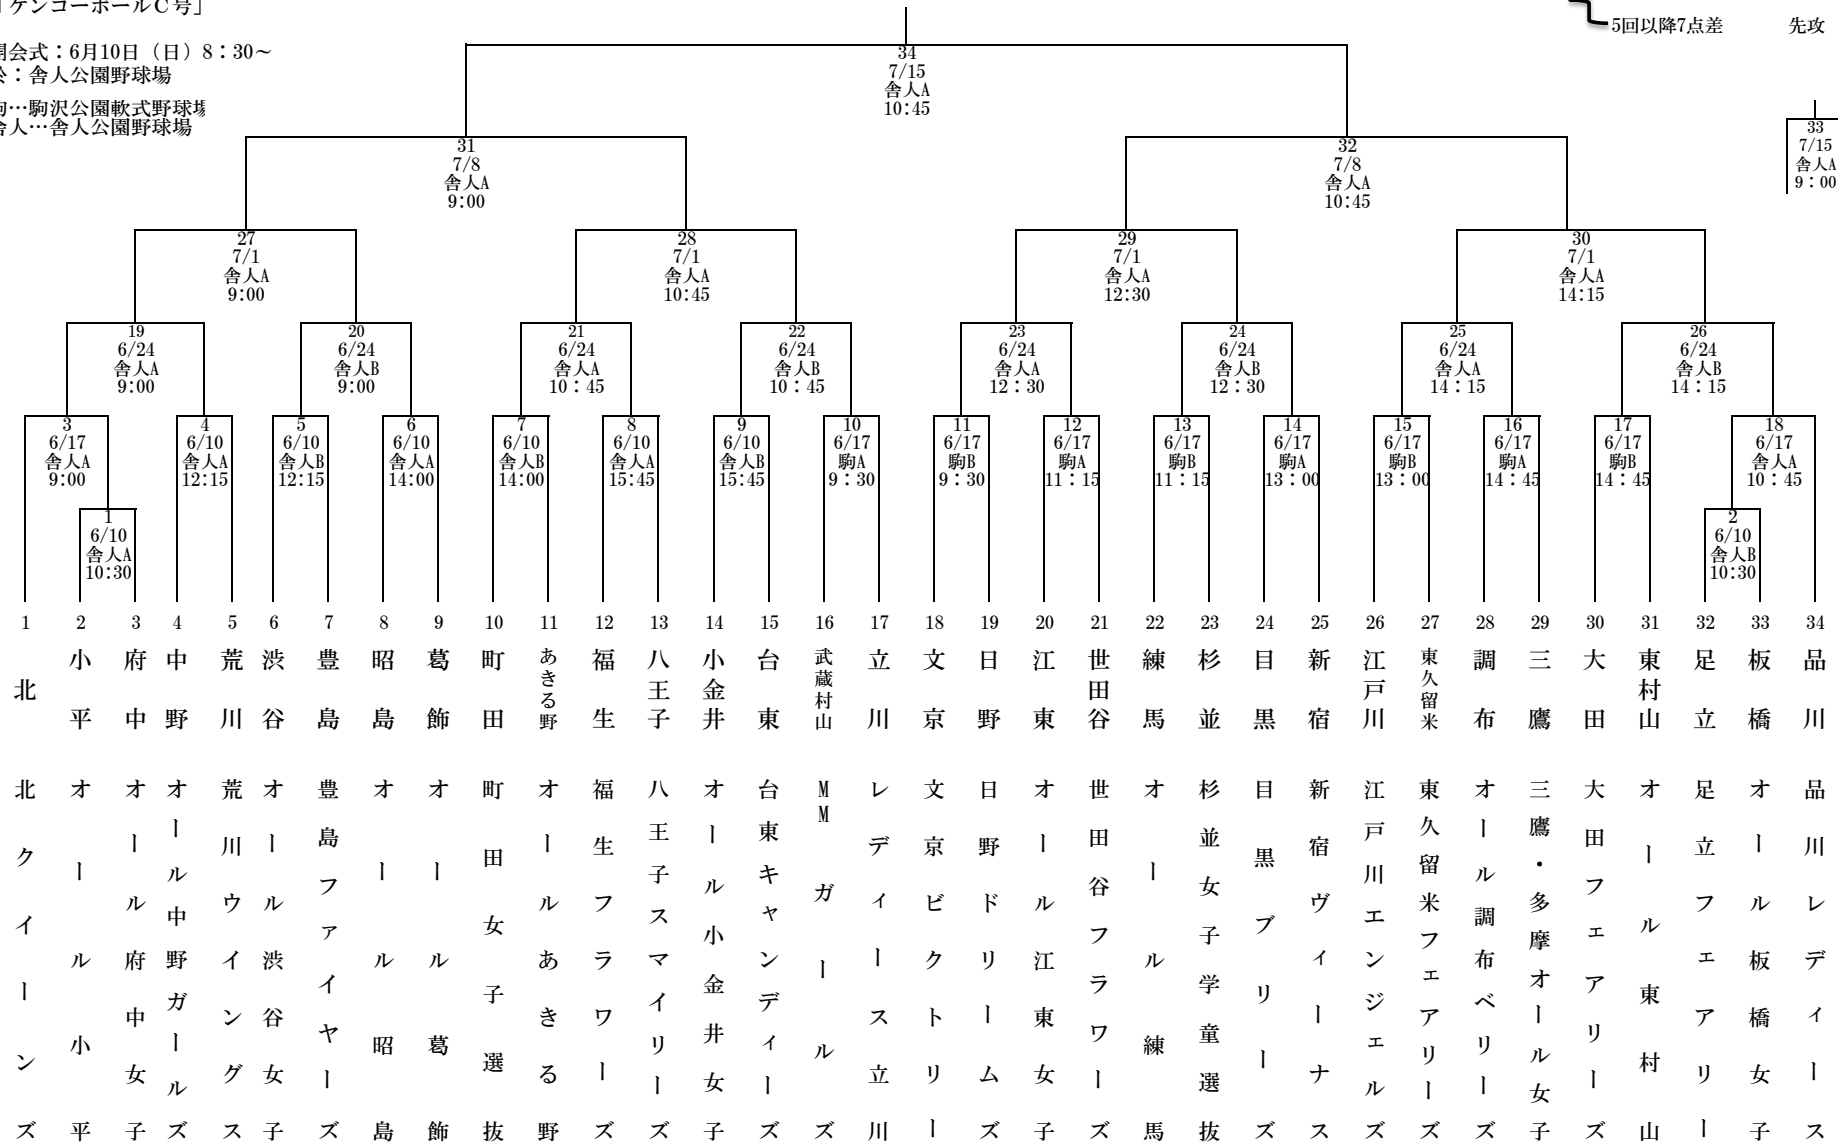 「ケンコーボールＣ号」
開会式：6月10日（日）8：30～
：舎人公園野球場
…駒沢公園軟式野球場
舎人…舎人公園野球場
5回以降7点差　先攻
34
7/15
舎人A
10:45
33
7/15
舎人A
9：00
31
7/8
舎人A
9:00
32
7/8
舎人A
10:45
27
7/1
舎人A
9:00
28
7/1
舎人A
10:45
29
7/1
舎人A
12:30
30
7/1
舎人A
14:15
19
6/24
舎人A
9:00
20
6/24
舎人B
9:00
21
6/24
舎人A
10：45
22
6/24
舎人B
10：45
23
6/24
舎人A
12：30
24
6/24
舎人B
12：30
25
6/24
舎人A
14：15
26
6/24
舎人B
14：15
3
6/17
舎人A
9:00
4
6/10
舎人A
12:15
5
6/10
舎人B
12:15
6
6/10
舎人A
14:00
7
6/10
舎人B
14:00
8
6/10
舎人A
15:45
9
6/10
舎人B
15:45
10
6/17
駒A
9：30
11
6/17
駒B
9：30
12
6/17
駒A
11：15
13
6/17
駒B
11：15
14
6/17
駒A
13：00
15
6/17
駒B
13：00
16
6/17
駒A
14：45
17
6/17
駒B
14：45
18
6/17
舎人A
10：45
1
6/10
舎人A
10:30
2
6/10
舎人B
10:30
1 北 北クイーンズ
2 小平 オール小平
3 府中 オール府中女子
4 中野 オール中野ガールズ
5 荒川 荒川ウイングス
6 渋谷 オール渋谷女子
7 豊島 豊島ファイヤーズ
8 昭島 オール昭島
9 葛飾 オール葛飾
10 町田 町田女子選抜
11 あきる野 オールあきる野
12 福生 福生フラワーズ
13 八王子 八王子スマイリーズ
14 小金井 オール小金井女子
15 台東 台東キャンディーズ
16 武蔵村山 MMガールズ
17 立川 レディース立川
18 文京 文京ビクトリー
19 日野 日野ドリームズ
20 江東 オール江東女子
21 世田谷 世田谷フラワーズ
22 練馬 オール練馬
23 杉並 杉並女子学童選抜
24 目黒 目黒ブリーズ
25 新宿 新宿ヴィーナス
26 江戸川 江戸川エンジェルズ
27 東久留米 東久留米フェアリーズ
28 調布 オール調布ベリーズ
29 三鷹 三鷹・多摩オール女子
30 大田 大田フェアリーズ
31 東村山 オール東村山
32 足立 足立フェアリー
33 板橋 オール板橋女子
34 品川 品川レディース